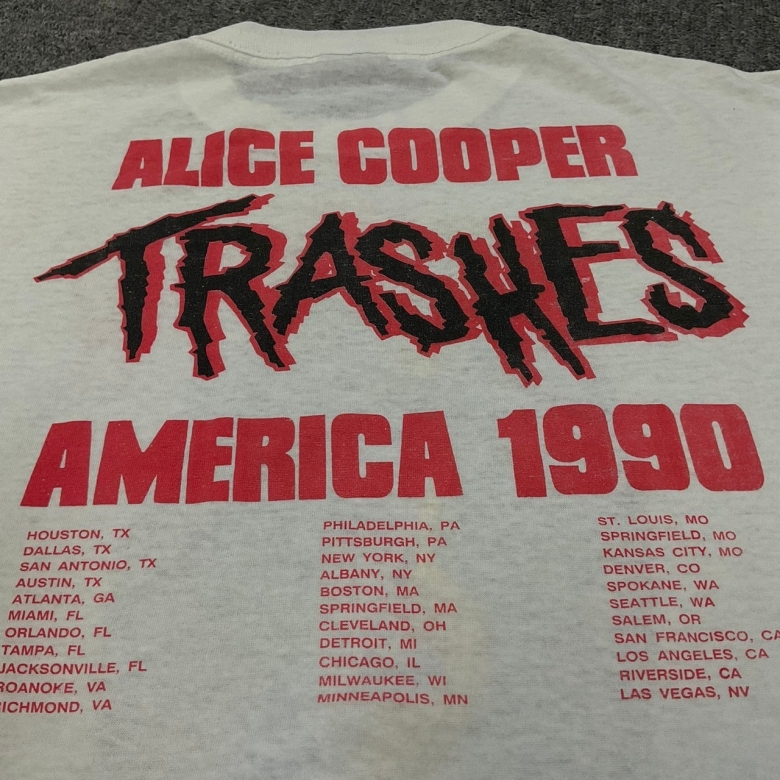 ALICE COOPER
TRASHES
AMERICA 1990
HOUSTON, TX
DALLAS, TX
SAN ANTONIO, TX
AUSTIN, TX
ATLANTA, GA
MIAMI, FL
ORLANDO, FL
TAMPA, FL
JACKSONVILLE, FL
ROANOKE, VA
RICHMOND, VA
PHILADELPHIA, PA
PITTSBURGH, PA
NEW YORK, NY
ALBANY, NY
BOSTON, MA
SPRINGFIELD, MA
CLEVELAND, OH
DETROIT, MI
CHICAGO, IL
MILWAUKEE, WI
MINNEAPOLIS, MN
ST. LOUIS, MO
SPRINGFIELD, MO
KANSAS CITY, MO
DENVER, CO
SPOKANE, WA
SEATTLE, WA
SALEM, OR
SAN FRANCISCO, CA
LOS ANGELES, CA
RIVERSIDE, CA
LAS VEGAS, NV